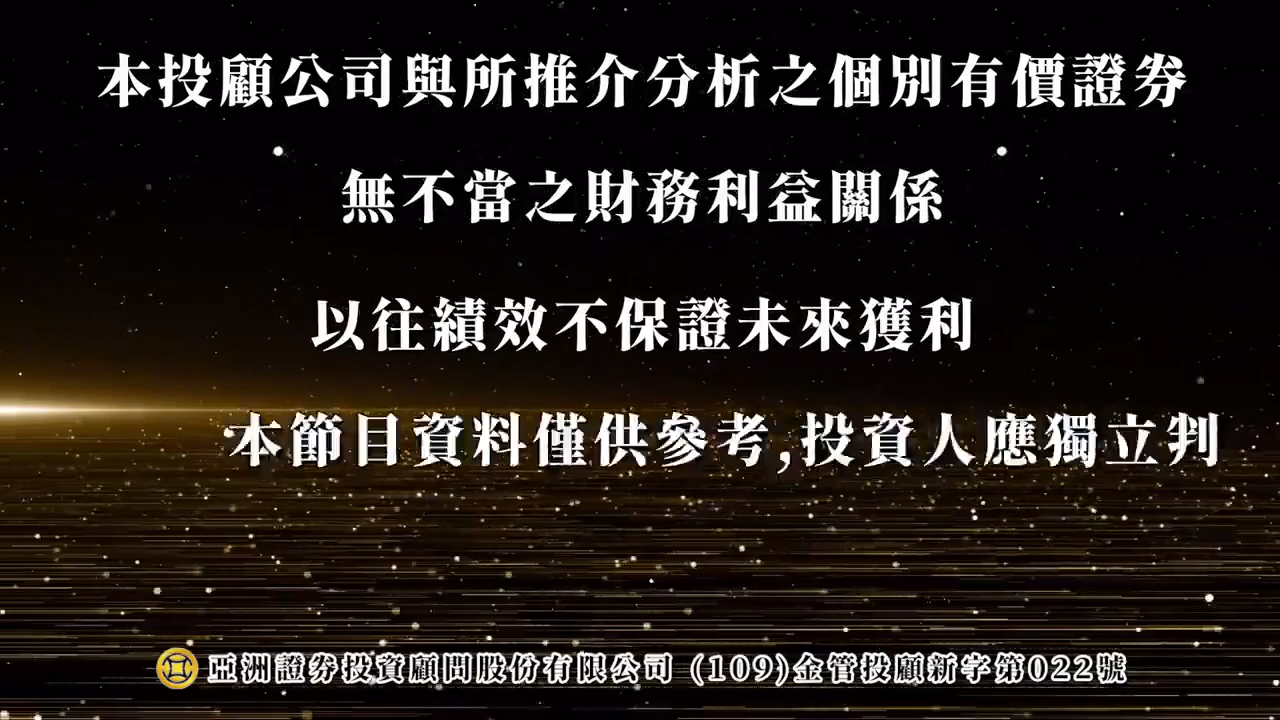 本投顧公司與所推介分析之個別有價證券
無不當之財務利益關係
以往績效不保證未來獲利
本節目資料僅供參考,投資人應獨立判
亞洲證券投資顧問股份有限公司 (109)金管投顧新字第022號